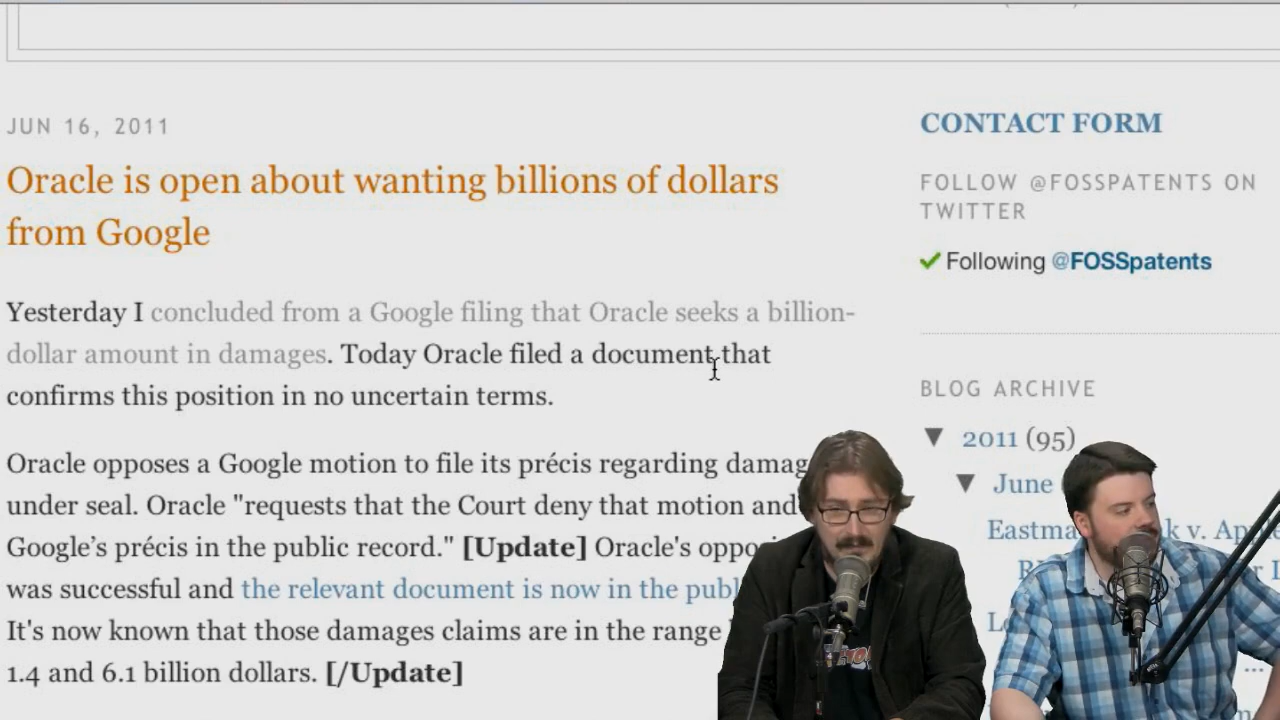 JUN 16, 2011
Oracle is open about wanting billions of dollars
from Google
Yesterday I concluded from a Google filing that Oracle seeks a billion-
dollar amount in damages. Today Oracle filed a document that
confirms this position in no uncertain terms.
Oracle opposes a Google motion to file its précis regarding damag
under seal. Oracle "requests that the Court deny that motion and
Google’s précis in the public record." [Update] Oracle's oppo
was successful and the relevant document is now in the publ
It's now known that those damages claims are in the range
1.4 and 6.1 billion dollars. [/Update]
CONTACT FORM
FOLLOW @FOSSPATENTS ON
TWITTER
Following @FOSSpatents
BLOG ARCHIVE
▼ 2011 (95)
▼ June
Eastma k v. App